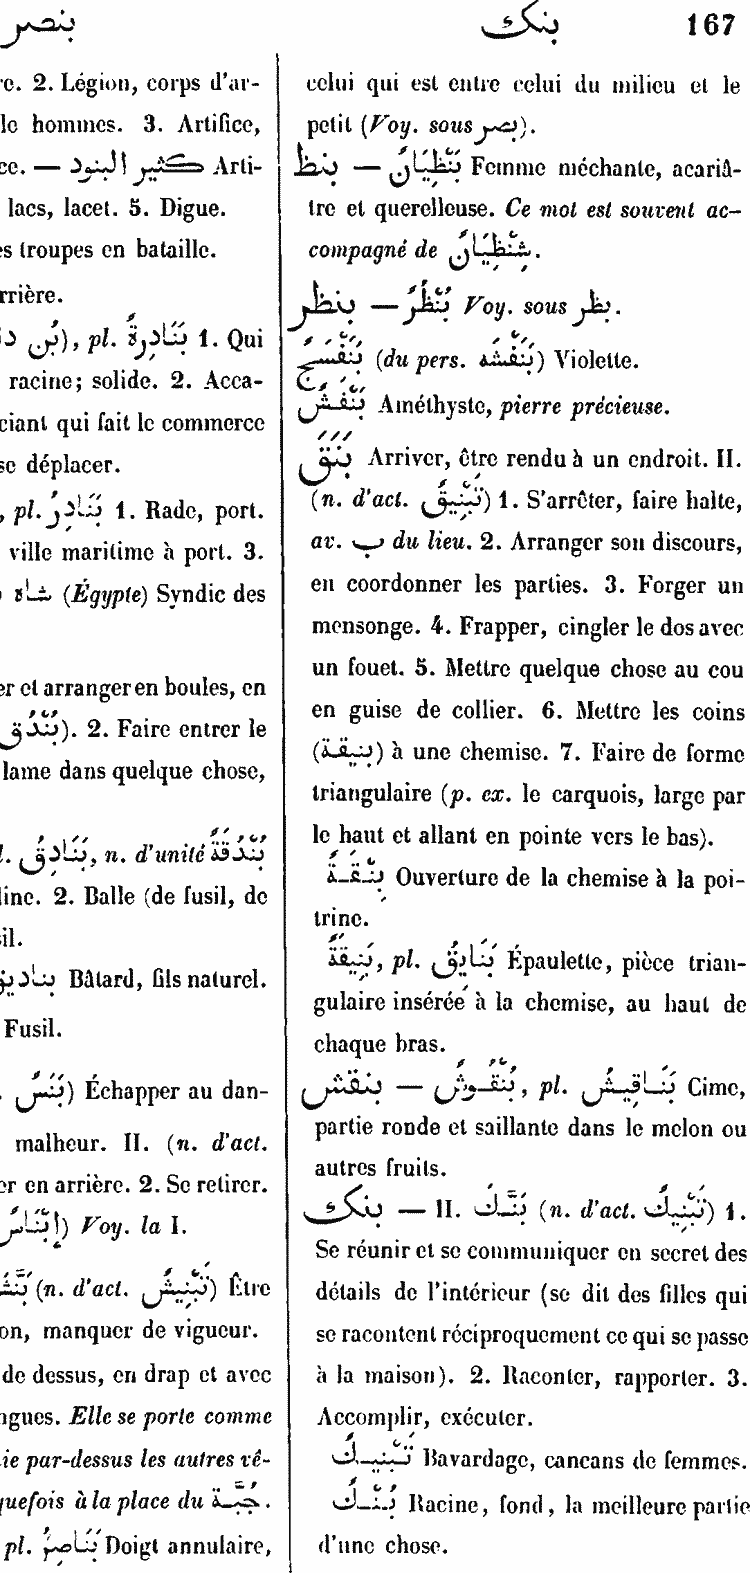 بنصر
re. 2. Légion, corps d'ar-
le hommes. 3. Artifice,
ce. — كثير البنود Arti-
lacs, lacet. 5. Digue.
es troupes en bataille.
rrière.
بُن), pl. بَنَادِرَةٌ 1. Qui
racine; solide. 2. Acca-
ciant qui fait le commerce
se déplacer.
, pl. بَنَادِرُ 1. Rade, port.
ville maritime à port. 3.
شاه (Égypte) Syndic des
er et arranger en boules, en
بُنْدُق). 2. Faire entrer le
lame dans quelque chose,
l. بَنَادِقُ, n. d'unité بُنْدُقَةٌ
line. 2. Balle (de fusil, de
il.
Bâtard, fils naturel.
Fusil.
. بَنَسٌ) Échapper au dan-
malheur. II. (n. d'act.
er en arrière. 2. Se retirer.
Voy. la I.
(n. d'act. تَبْنِيشٌ) Être
on, manquer de vigueur.
de dessus, en drap et avec
ngues. Elle se porte comme
ie par-dessus les autres vê-
quefois à la place du جُبَّة.
pl. بَنَاصِرُ Doigt annulaire,
بنك 167
celui qui est entre celui du milieu et le
petit (Voy. sous بصر).
بنظ — بِنْظِيَانٌ Femme méchante, acariâ-
tre et querelleuse. Ce mot est souvent ac-
compagné de شِنْظِيَانٌ.
بنظر — بُنْظُرٌ Voy. sous بظر.
بَنَفْسَجٌ (du pers. بَنَفْشَه) Violette.
بَنَفْشٌ Améthyste, pierre précieuse.
بَنَقَ Arriver, être rendu à un endroit. II.
(n. d'act. تَبْنِيقٌ) 1. S'arrêter, faire halte,
av. ب du lieu. 2. Arranger son discours,
en coordonner les parties. 3. Forger un
mensonge. 4. Frapper, cingler le dos avec
un fouet. 5. Mettre quelque chose au cou
en guise de collier. 6. Mettre les coins
(بنيقة) à une chemise. 7. Faire de forme
triangulaire (p. ex. le carquois, large par
le haut et allant en pointe vers le bas).
بِنْقَةٌ Ouverture de la chemise à la poi-
trine.
بَنِيقَةٌ, pl. بَنَايِقُ Épaulette, pièce trian-
gulaire insérée à la chemise, au haut de
chaque bras.
بنقش — بُنْقُوشٌ, pl. بَنَاقِيشُ Cime,
partie ronde et saillante dans le melon ou
autres fruits.
بنك — II. بَنَّكَ (n. d'act. تَبْنِيكٌ) 1.
Se réunir et se communiquer en secret des
détails de l'intérieur (se dit des filles qui
se racontent réciproquement ce qui se passe
à la maison). 2. Raconter, rapporter. 3.
Accomplir, exécuter.
تَبْنِيكٌ Bavardage, cancans de femmes.
بُنْكٌ Racine, fond, la meilleure partie
d'une chose.